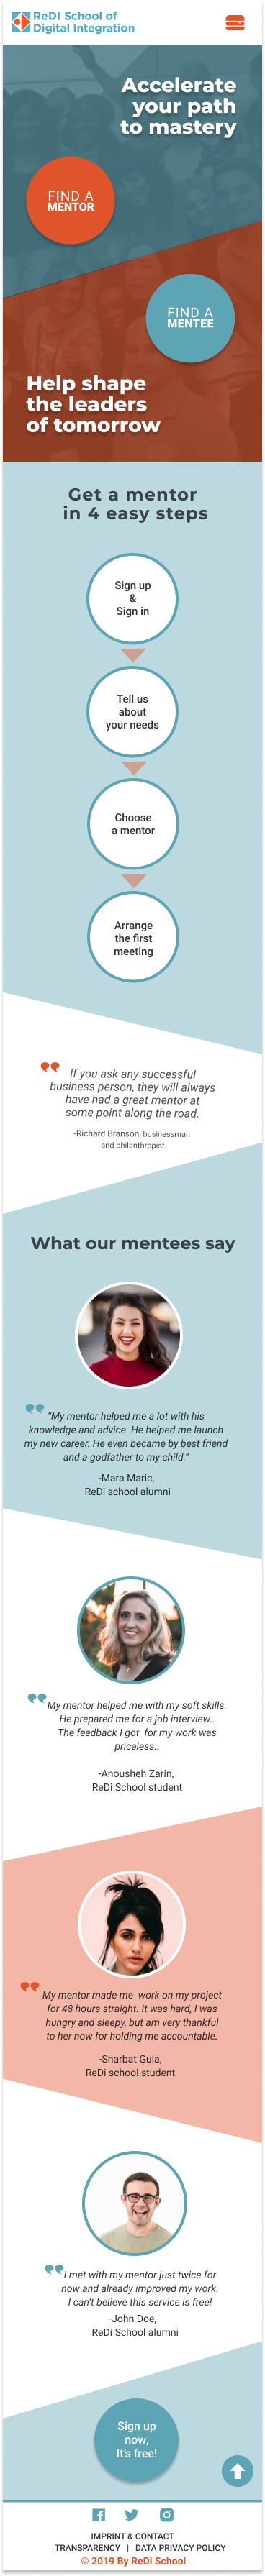 ReDI School of
Digital Integration
Accelerate
your path
to mastery
FIND A
MENTOR
FIND A
MENTEE
Help shape
the leaders
of tomorrow
Get a mentor
in 4 easy steps
Sign up
&
Sign in
Tell us
about
your needs
Choose
a mentor
Arrange
the first
meeting
If you ask any successful
business person, they will always
have had a great mentor at
some point along the road.
-Richard Branson, businessman
and philanthropist.
What our mentees say
“My mentor helped me a lot with his
knowledge and advice. He helped me launch
my new career. He even became by best friend
and a godfather to my child.”
-Mara Maric,
ReDi school alumni
My mentor helped me with my soft skills.
He prepared me for a job interview..
The feedback I got for my work was
priceless..
-Anousheh Zarin,
ReDi School student
My mentor made me work on my project
for 48 hours straight. It was hard, I was
hungry and sleepy, but am very thankful
to her now for holding me accountable.
-Sharbat Gula,
ReDi school student
I met with my mentor just twice for
now and already improved my work.
I can’t believe this service is free!
-John Doe,
ReDi School alumni
Sign up
now,
It’s free!
IMPRINT & CONTACT
TRANSPARENCY | DATA PRIVACY POLICY
© 2019 By ReDi School